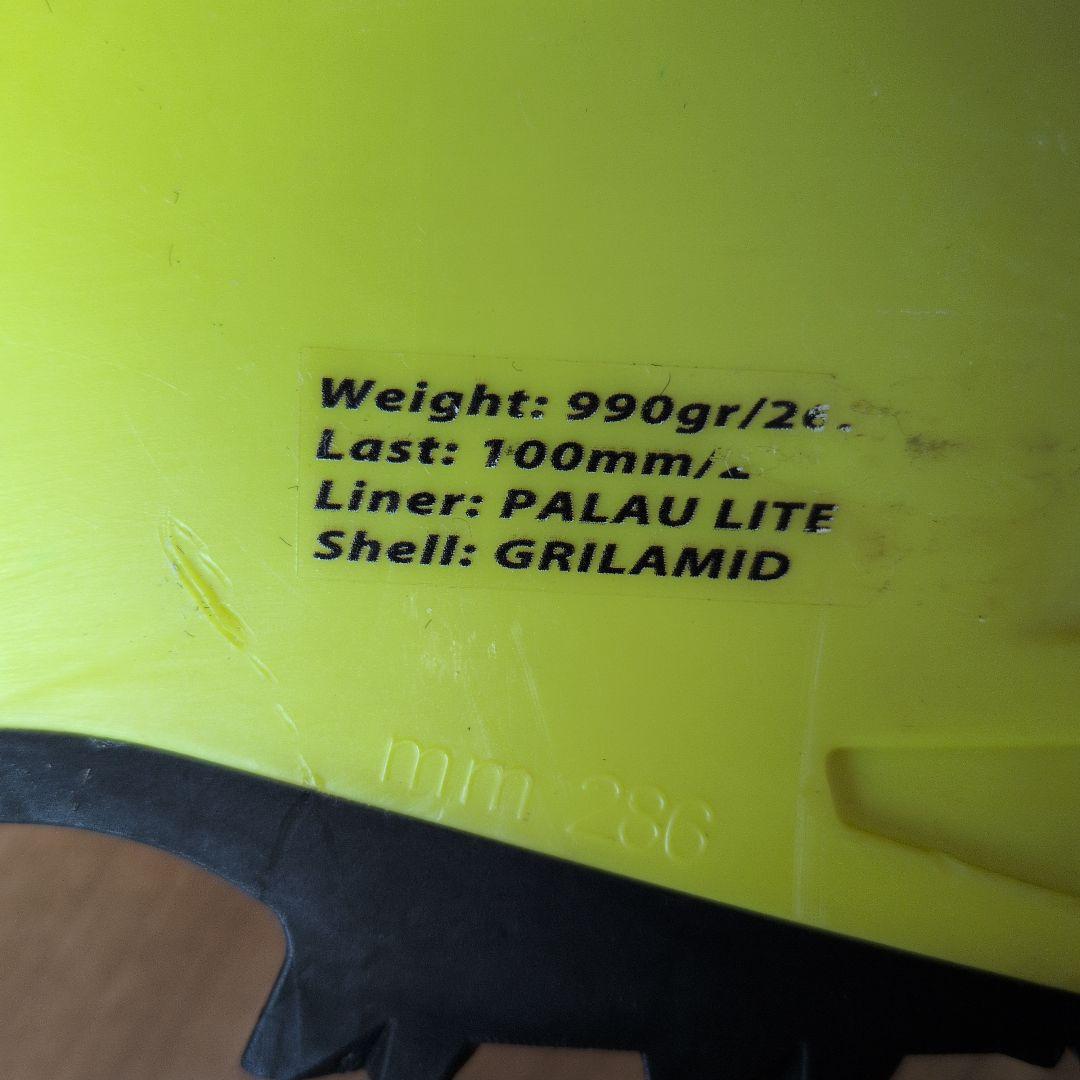 Weight: 990gr/26.
Last: 100mm/
Liner: PALAU LITE
Shell: GRILAMID
mm 286